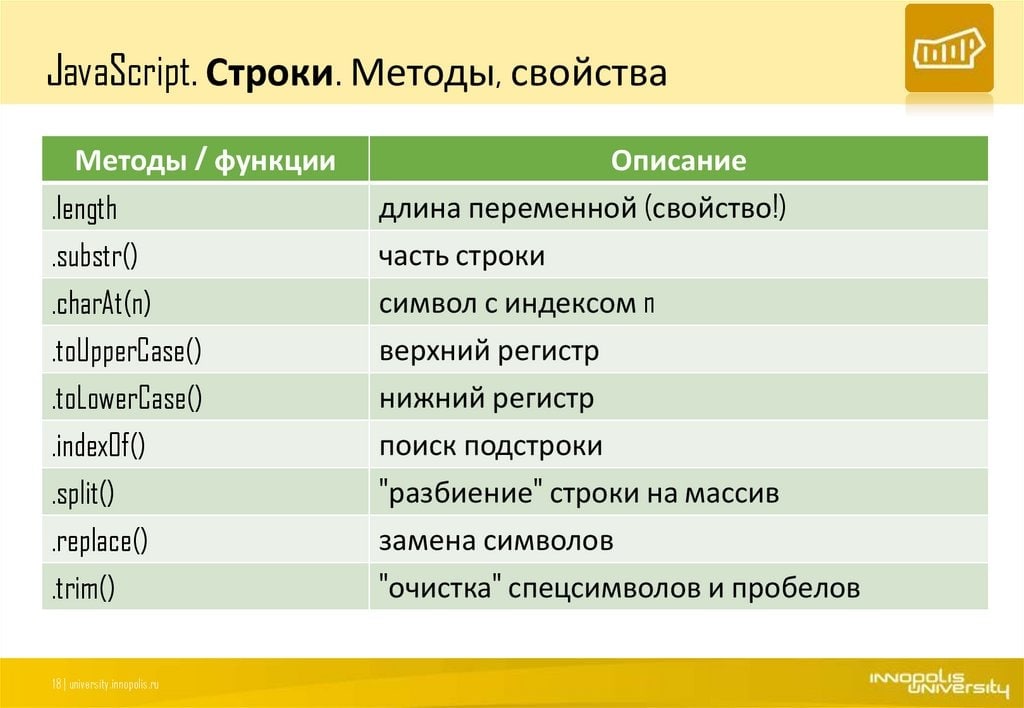 JavaScript. Строки. Методы, свойства
Методы / функции Описание
.length длина переменной (свойство!)
.substr() часть строки
.charAt(n) символ с индексом n
.toUpperCase() верхний регистр
.toLowerCase() нижний регистр
.indexOf() поиск подстроки
.split() "разбиение" строки на массив
.replace() замена символов
.trim() "очистка" спецсимволов и пробелов
18 | university.innopolis.ru
INNOPOLIS
UNIVERSITY